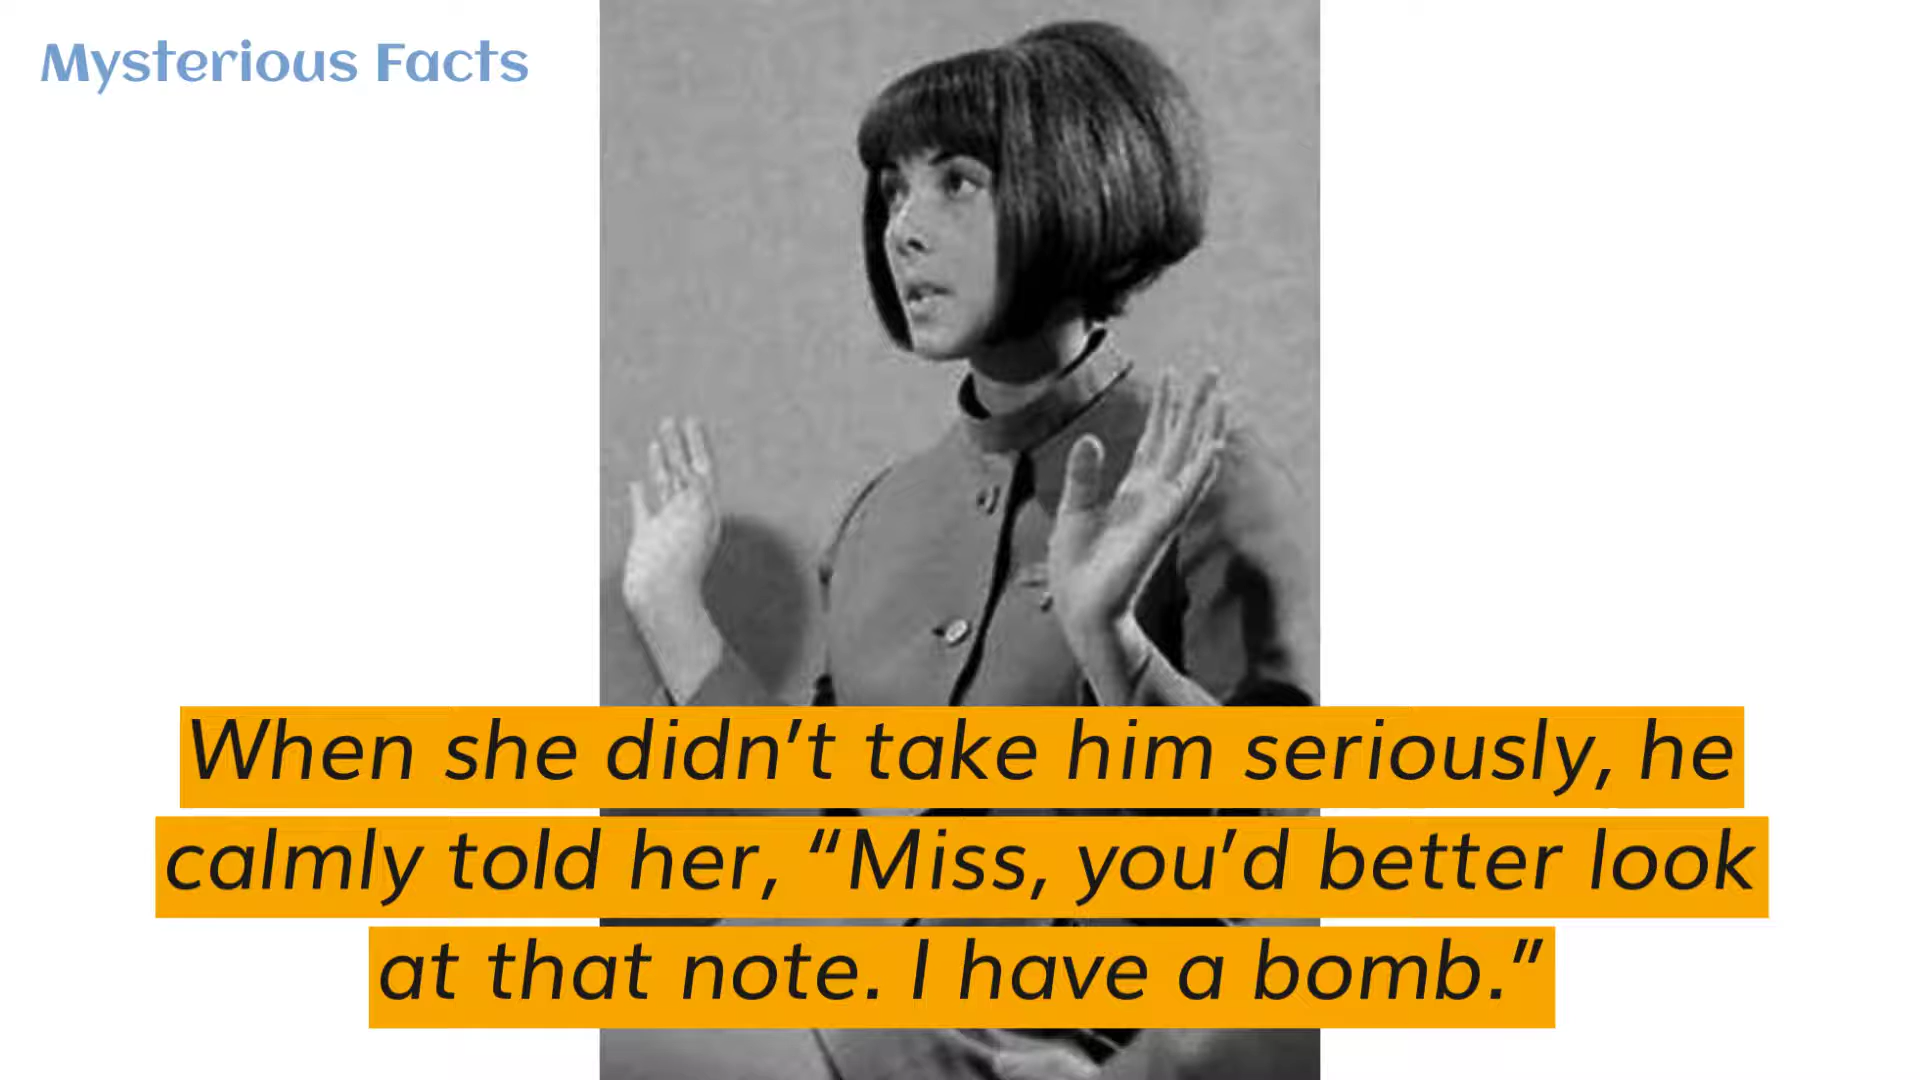 Mysterious Facts
When she didn’t take him seriously, he
calmly told her, “Miss, you’d better look
at that note. I have a bomb.”